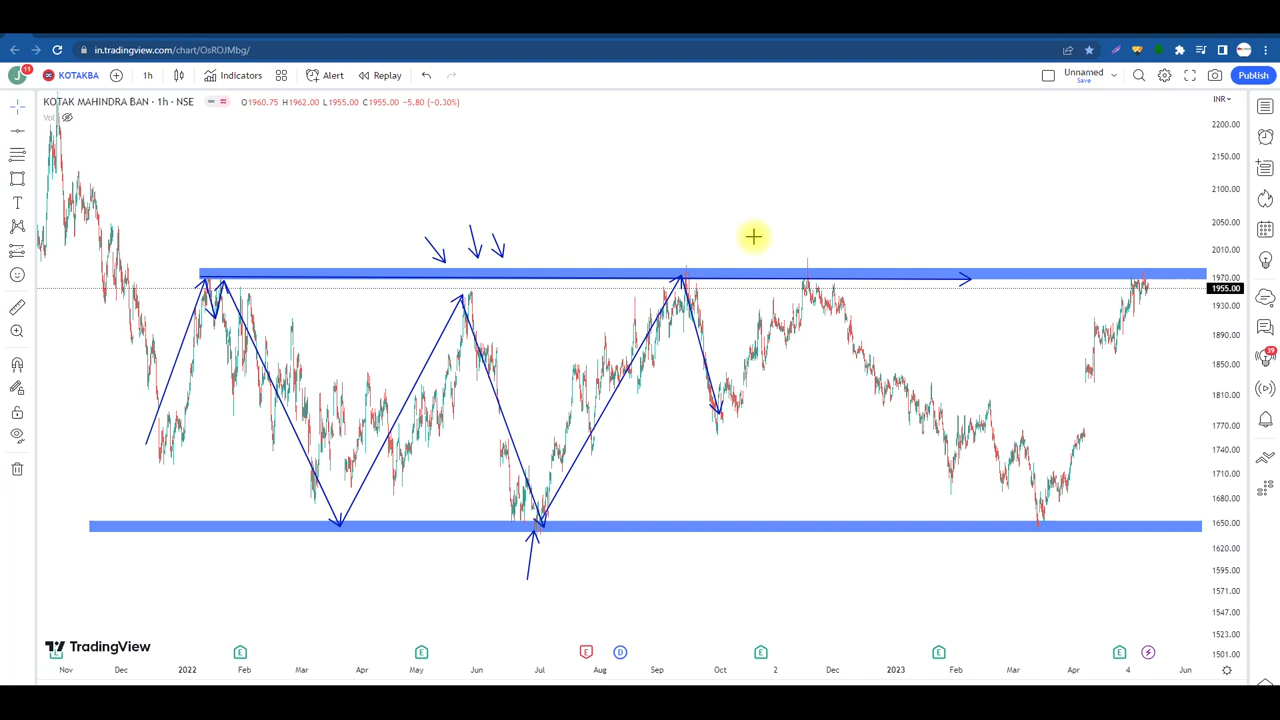 in.tradingview.com/chart/OsROJMbg/
J
11
KOTAKBA
1h
Indicators
Alert
Replay
Unnamed
Save
Publish
KOTAK MAHINDRA BAN · 1h · NSE
O1960.75 H1962.00 L1955.00 C1955.00 -5.80 (-0.30%)
Vol
INR
2200.00
2150.00
2100.00
2050.00
2010.00
1970.00
1955.00
1930.00
1890.00
1850.00
1810.00
1770.00
1740.00
1710.00
1680.00
1650.00
1620.00
1595.00
1571.00
1547.00
1523.00
1501.00
39
T
TradingView
E E E E D E E E
Nov Dec 2022 Feb Mar Apr May Jun Jul Aug Sep Oct 2 Dec 2023 Feb Mar Apr 4 Jun